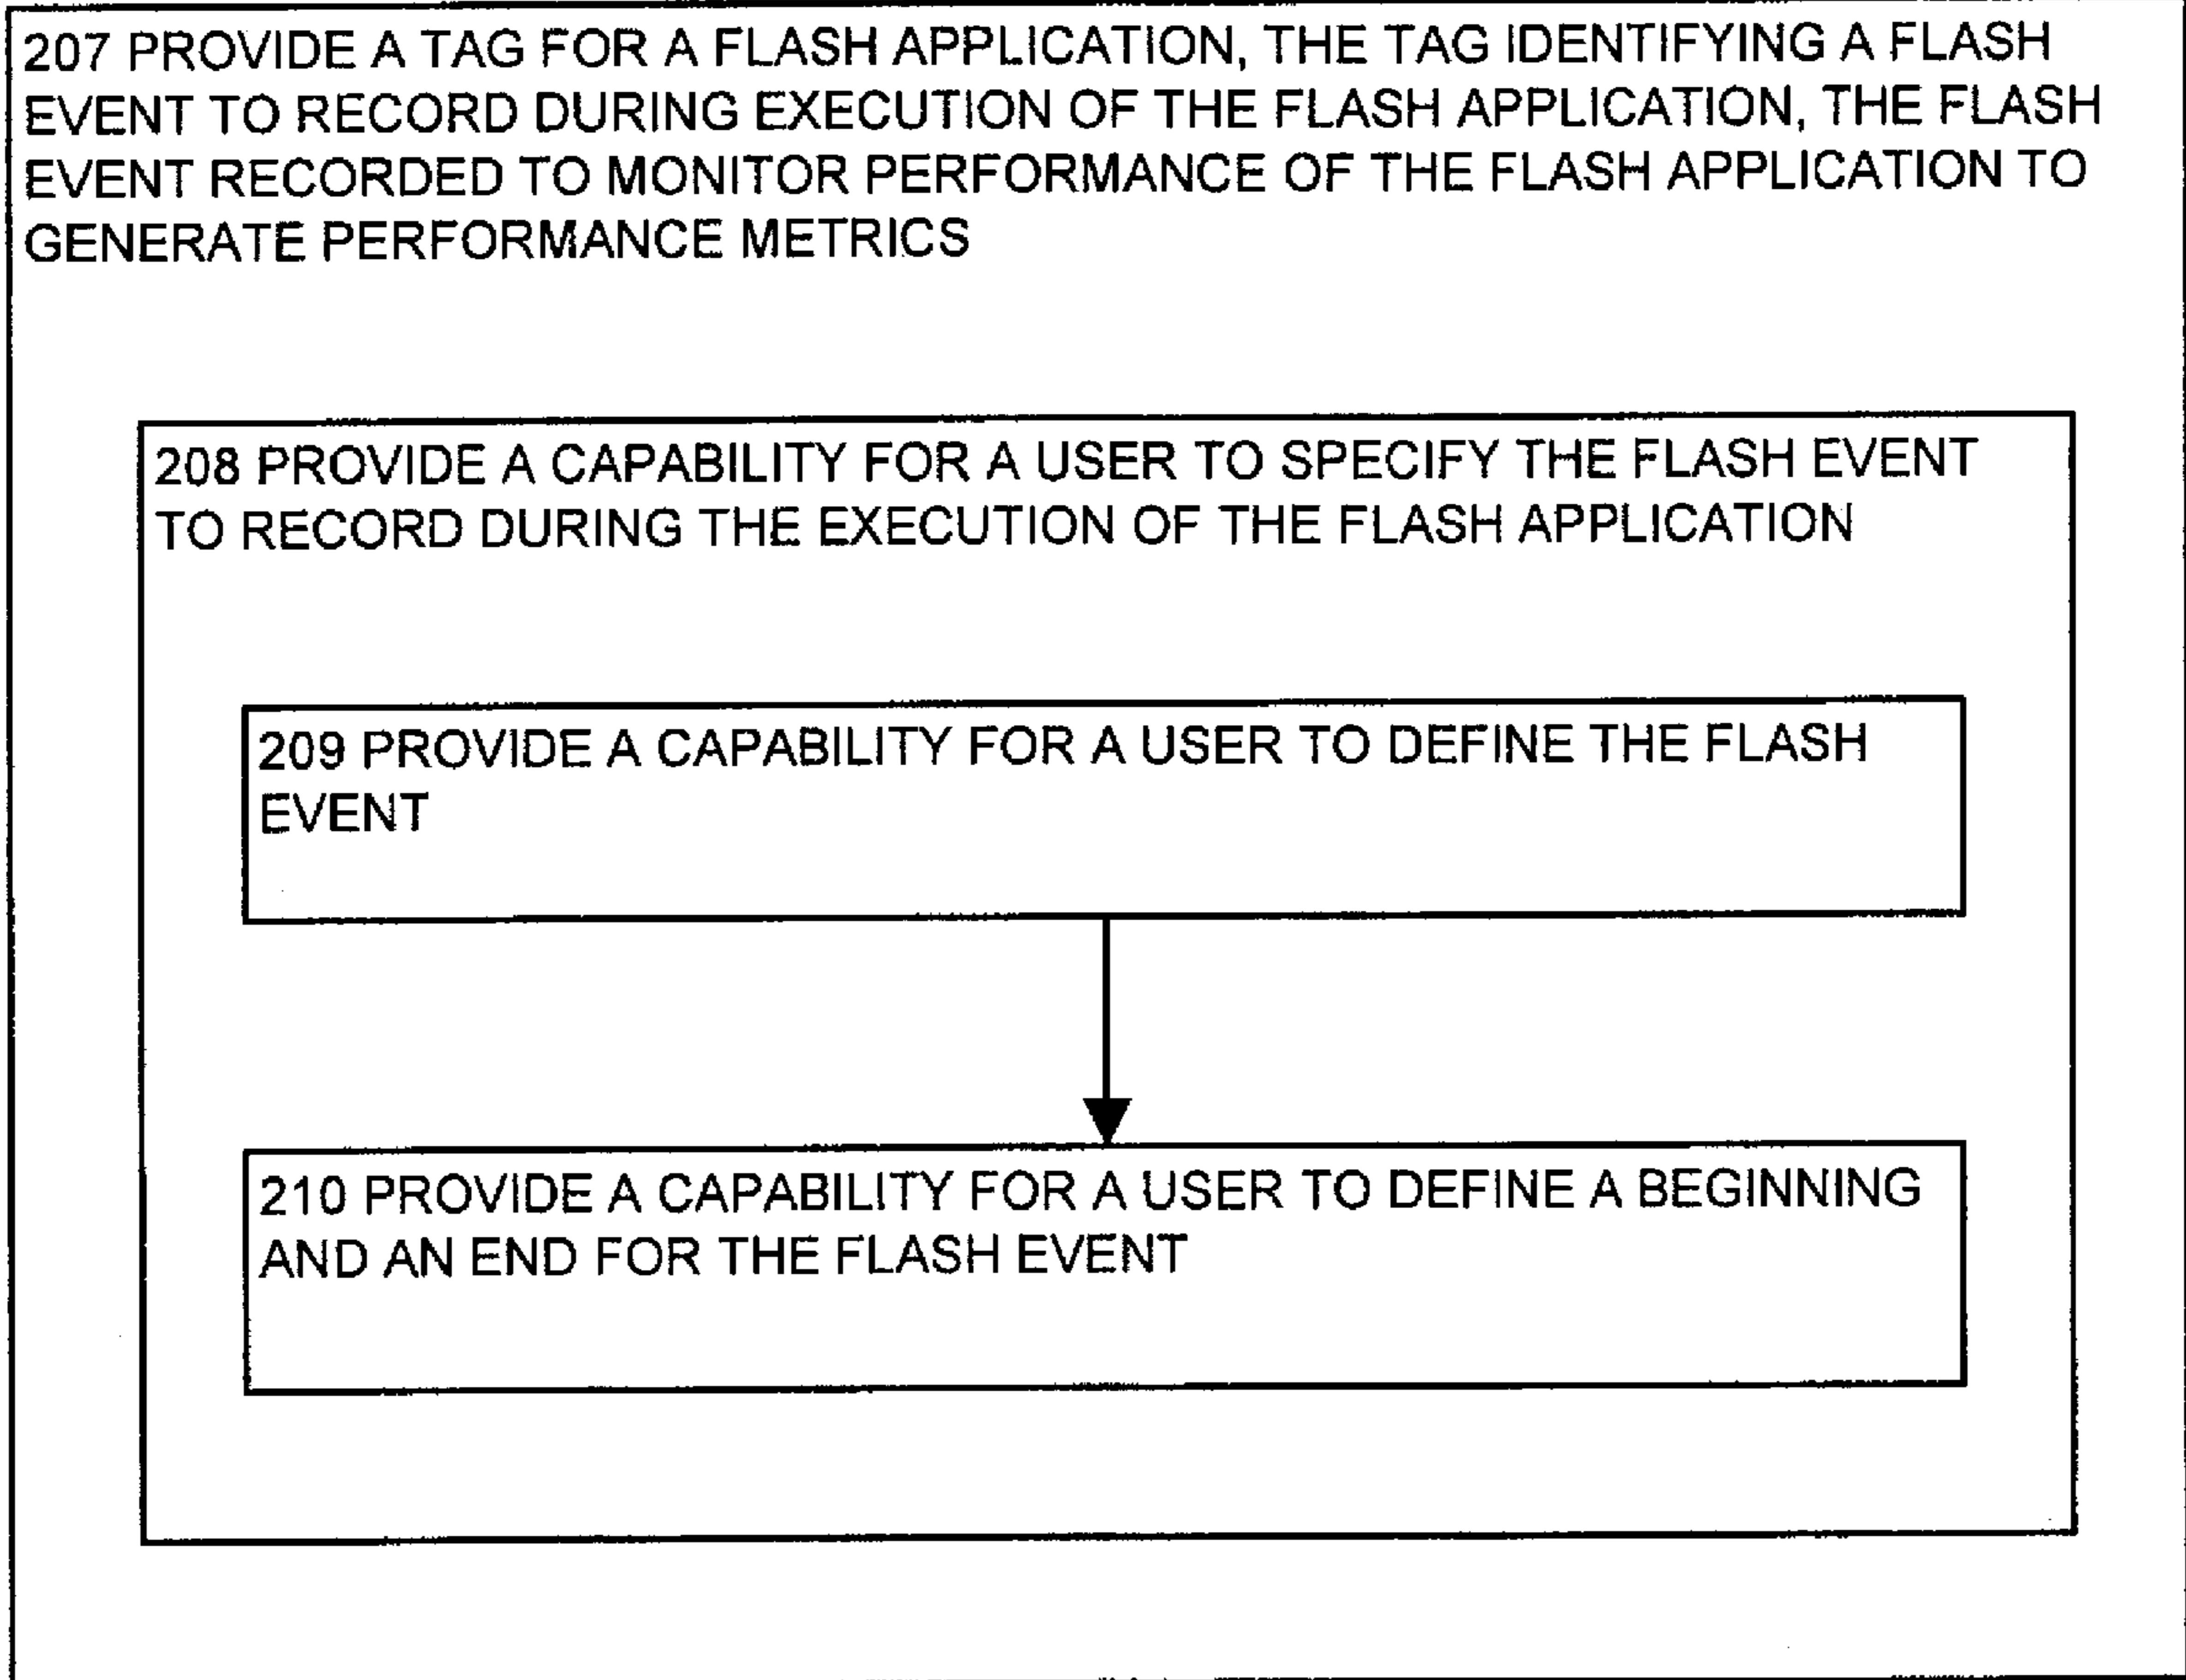 207 PROVIDE A TAG FOR A FLASH APPLICATION, THE TAG IDENTIFYING A FLASH
EVENT TO RECORD DURING EXECUTION OF THE FLASH APPLICATION, THE FLASH
EVENT RECORDED TO MONITOR PERFORMANCE OF THE FLASH APPLICATION TO
GENERATE PERFORMANCE METRICS
208 PROVIDE A CAPABILITY FOR A USER TO SPECIFY THE FLASH EVENT
TO RECORD DURING THE EXECUTION OF THE FLASH APPLICATION
209 PROVIDE A CAPABILITY FOR A USER TO DEFINE THE FLASH
EVENT
210 PROVIDE A CAPABILITY FOR A USER TO DEFINE A BEGINNING
AND AN END FOR THE FLASH EVENT